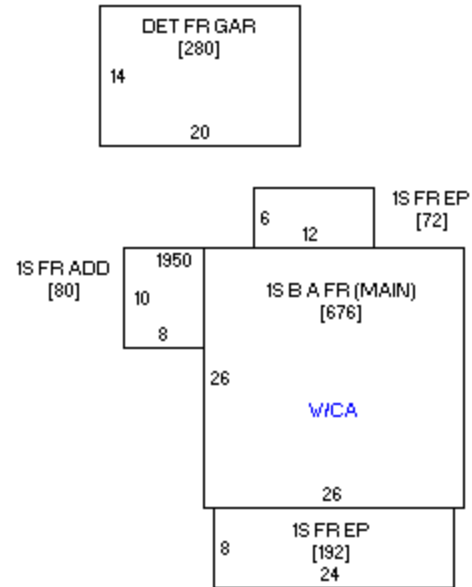 DET FR GAR
[280]
14
20
1S FR EP
[72]
6
12
1S FR ADD
[80]
1950
10
8
1S B A FR (MAIN)
[676]
26
W/CA
26
1S FR EP
[192]
8
24